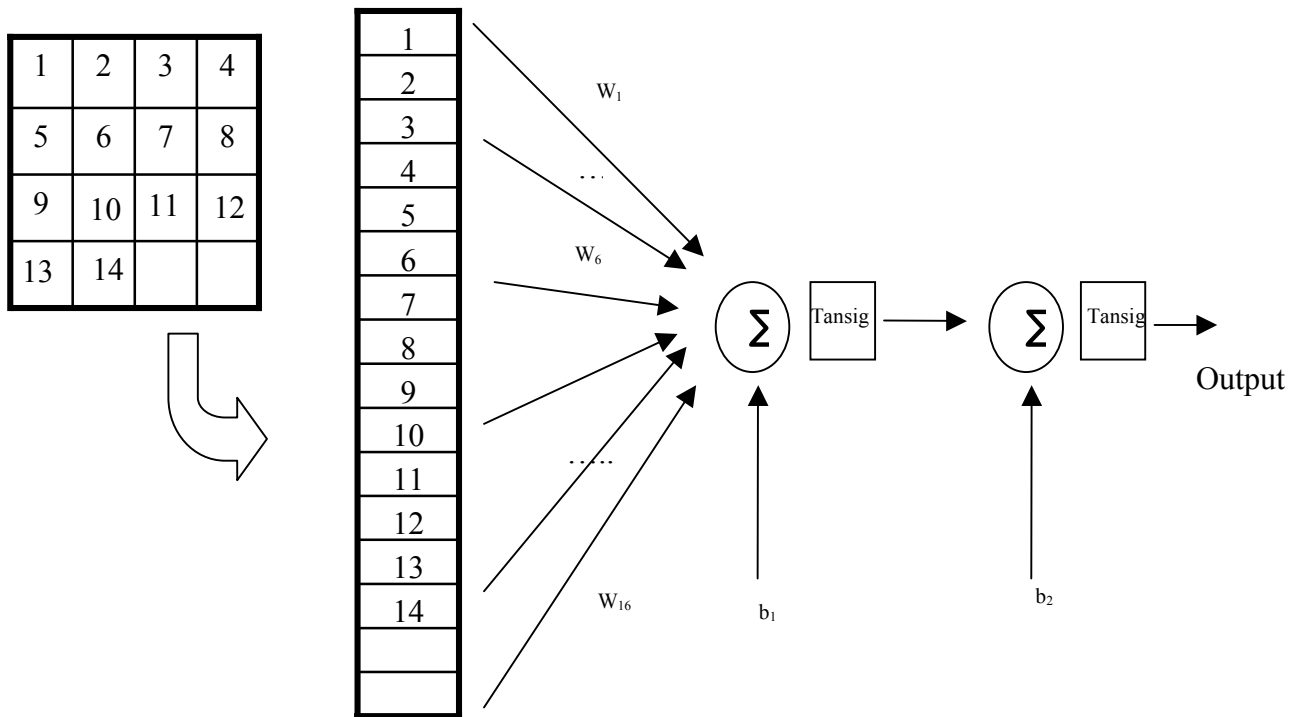 1 2 3 4
5 6 7 8
9 10 11 12
13 14
1
2
3
4
5
6
7
8
9
10
11
12
13
14
W₁
...
W₆
.....
W₁₆
Σ
Tansig
b₁
Σ
Tansig
b₂
Output